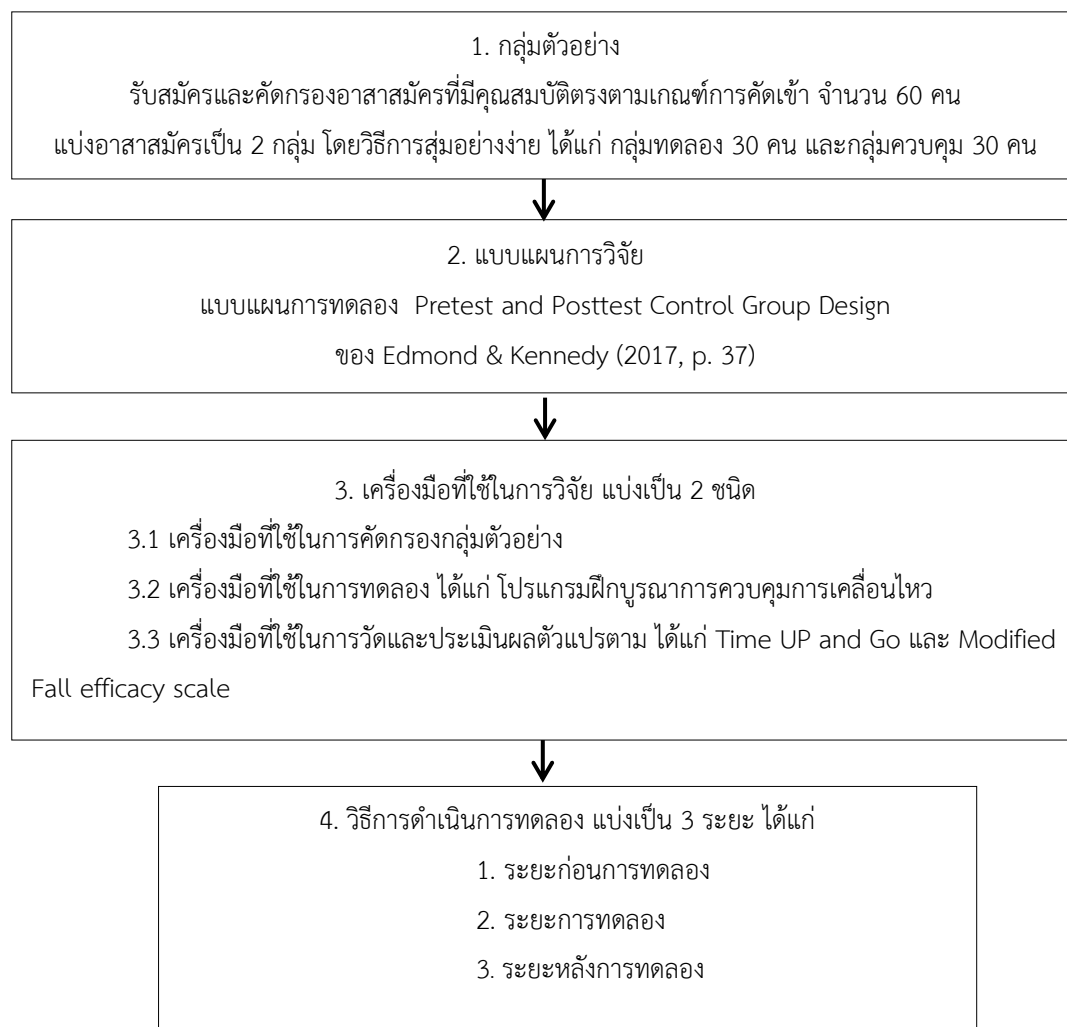 1. กลุ่มตัวอย่าง
รับสมัครและคัดกรองอาสาสมัครที่มีคุณสมบัติตรงตามเกณฑ์การคัดเข้า จำนวน 60 คน
แบ่งอาสาสมัครเป็น 2 กลุ่ม โดยวิธีการสุ่มอย่างง่าย ได้แก่ กลุ่มทดลอง 30 คน และกลุ่มควบคุม 30 คน
2. แบบแผนการวิจัย
แบบแผนการทดลอง Pretest and Posttest Control Group Design
ของ Edmond & Kennedy (2017, p. 37)
3. เครื่องมือที่ใช้ในการวิจัย แบ่งเป็น 2 ชนิด
3.1 เครื่องมือที่ใช้ในการคัดกรองกลุ่มตัวอย่าง
3.2 เครื่องมือที่ใช้ในการทดลอง ได้แก่ โปรแกรมฝึกบูรณาการควบคุมการเคลื่อนไหว
3.3 เครื่องมือที่ใช้ในการวัดและประเมินผลตัวแปรตาม ได้แก่ Time UP and Go และ Modified
Fall efficacy scale
4. วิธีการดำเนินการทดลอง แบ่งเป็น 3 ระยะ ได้แก่
1. ระยะก่อนการทดลอง
2. ระยะการทดลอง
3. ระยะหลังการทดลอง